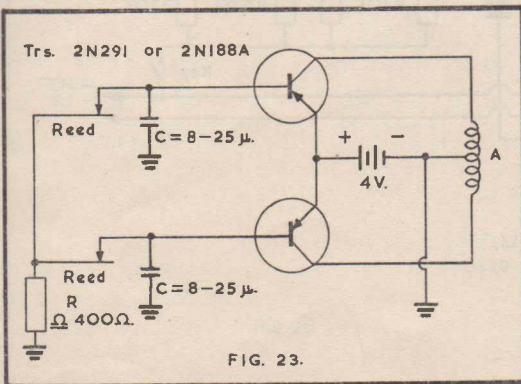 Trs. 2N291 or 2N188A
Reed
C=8-25 μ.
+ -
4V.
A
Reed
C=8-25 μ.
R
Ω 400Ω.
FIG. 23.